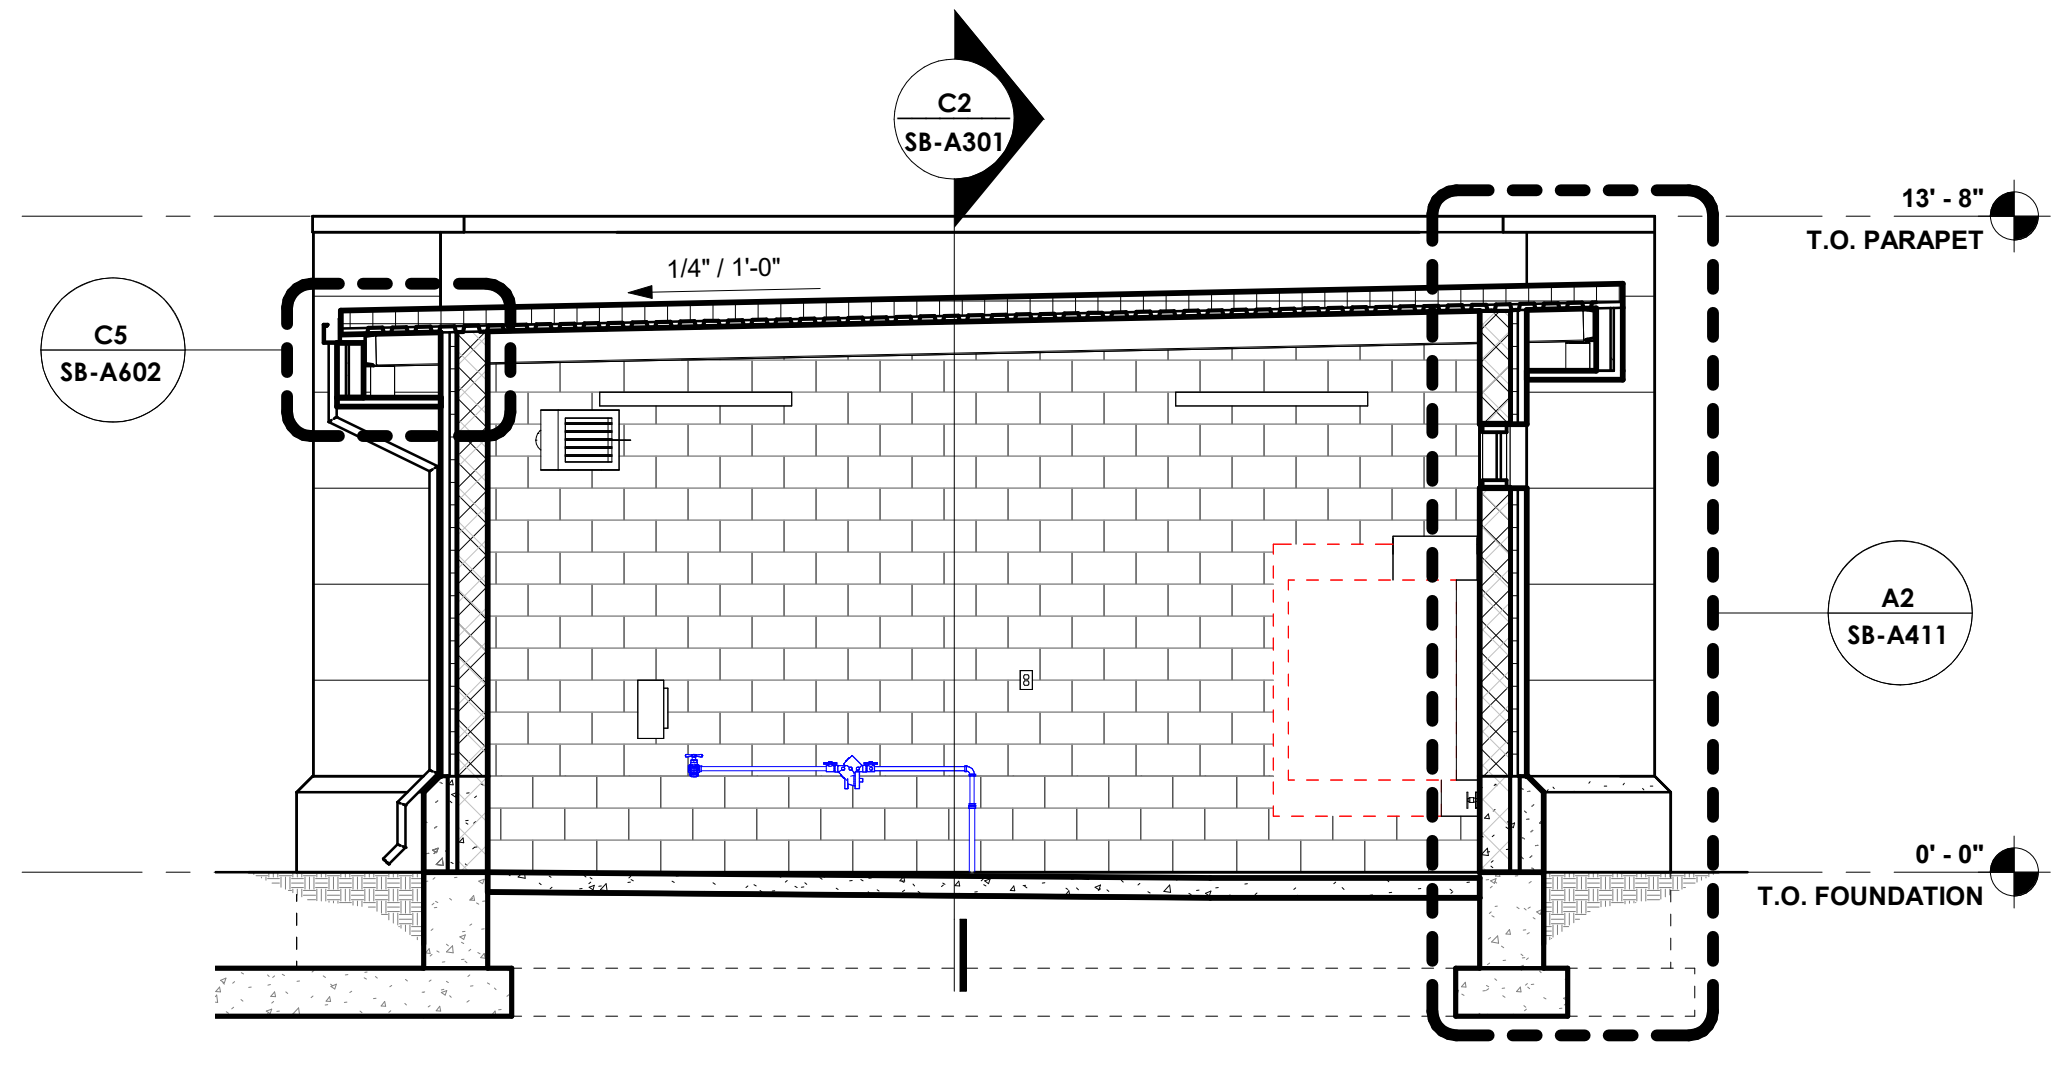 C2
SB-A301
13' - 8"
T.O. PARAPET
1/4" / 1'-0"
C5
SB-A602
A2
SB-A411
0' - 0"
T.O. FOUNDATION